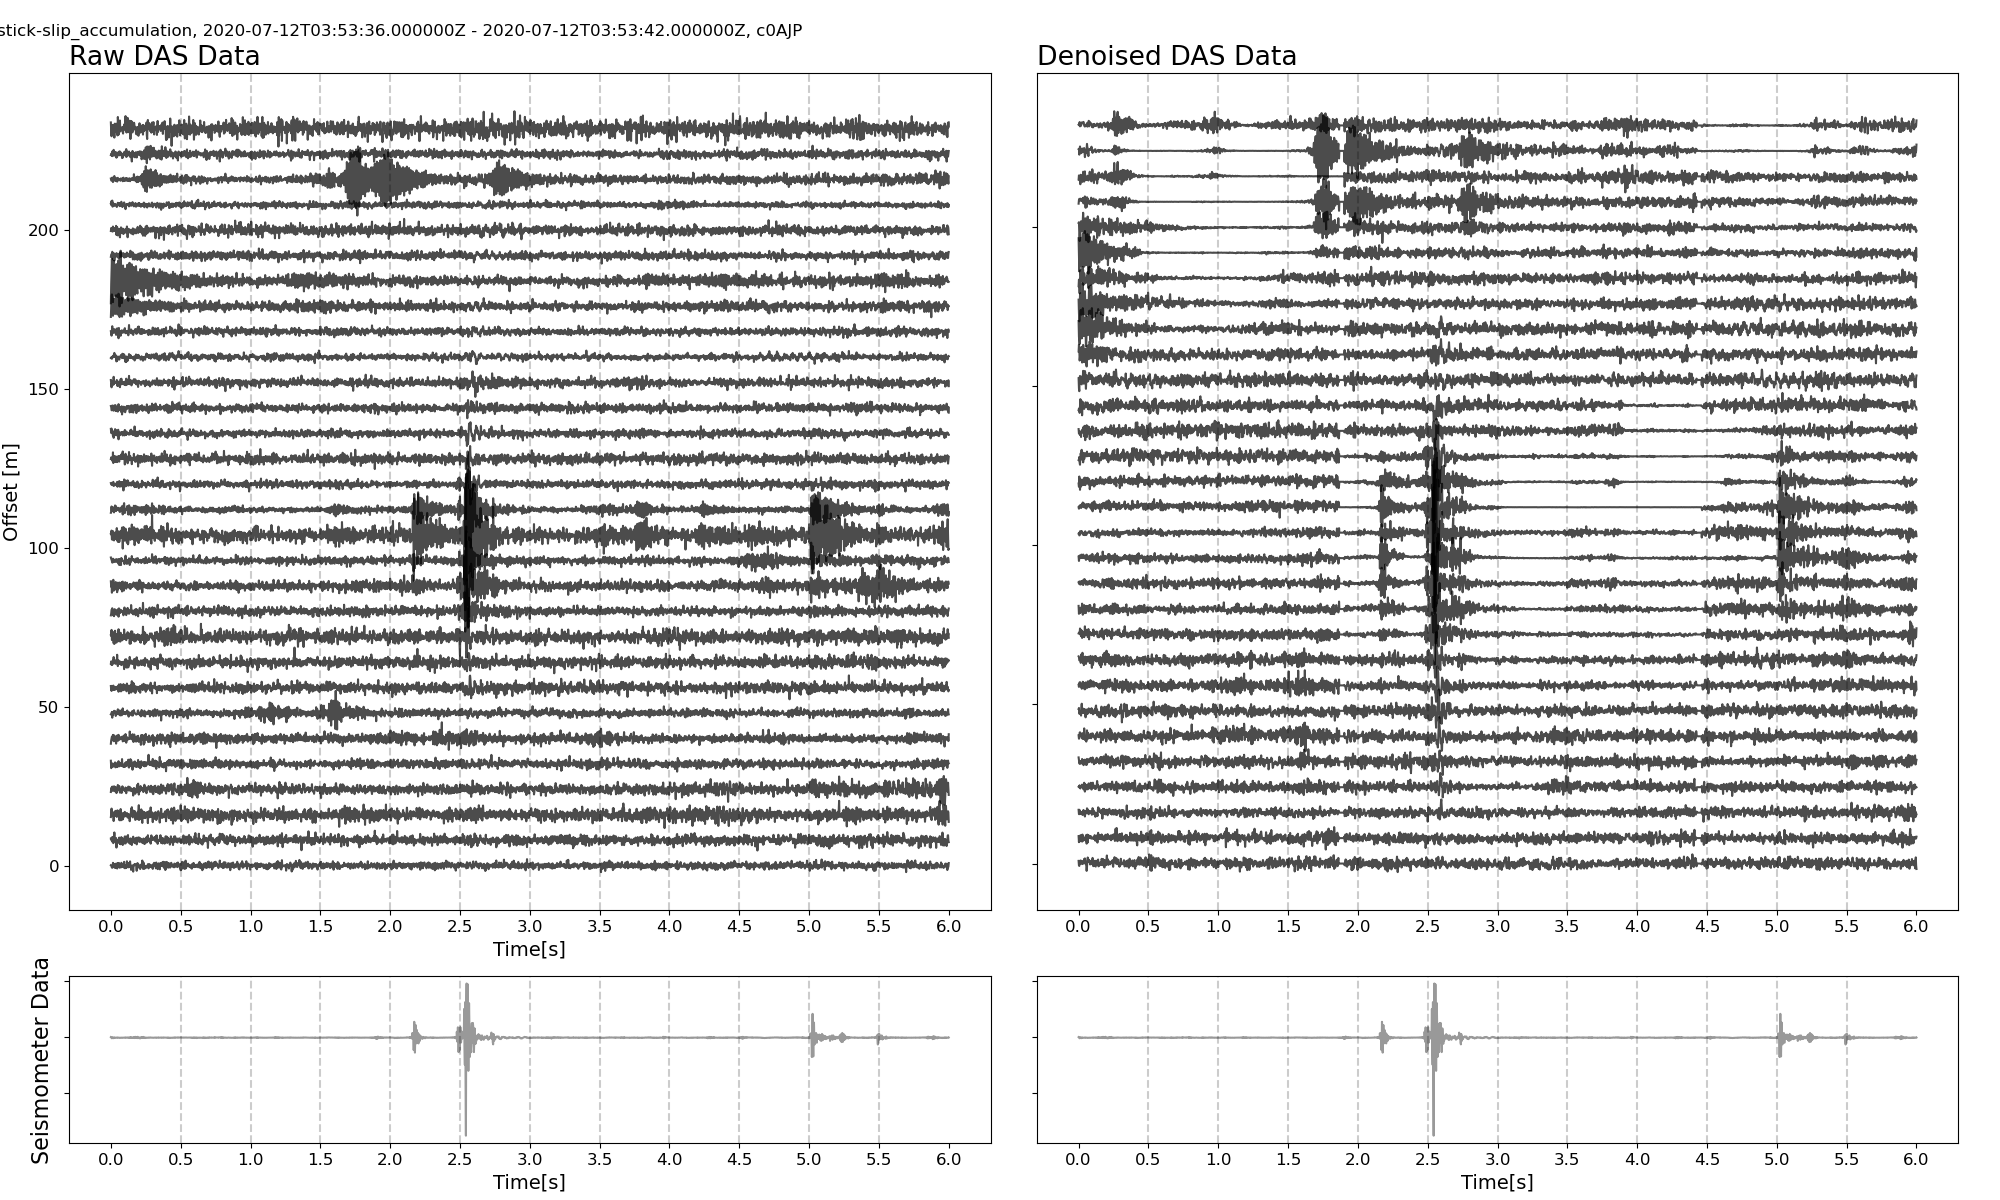 stick-slip_accumulation, 2020-07-12T03:53:36.000000Z - 2020-07-12T03:53:42.000000Z, c0AJP
Raw DAS Data
Denoised DAS Data
Offset [m]
200
150
100
50
0
0.0 0.5 1.0 1.5 2.0 2.5 3.0 3.5 4.0 4.5 5.0 5.5 6.0
Time[s]
0.0 0.5 1.0 1.5 2.0 2.5 3.0 3.5 4.0 4.5 5.0 5.5 6.0
Seismometer Data
0.0 0.5 1.0 1.5 2.0 2.5 3.0 3.5 4.0 4.5 5.0 5.5 6.0
Time[s]
0.0 0.5 1.0 1.5 2.0 2.5 3.0 3.5 4.0 4.5 5.0 5.5 6.0
Time[s]